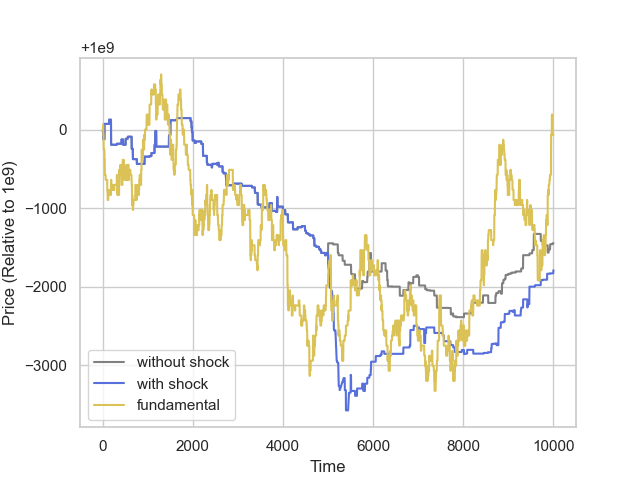 +1e9
0
−1000
−2000
−3000
Price (Relative to 1e9)
without shock
with shock
fundamental
0
2000
4000
6000
8000
10000
Time